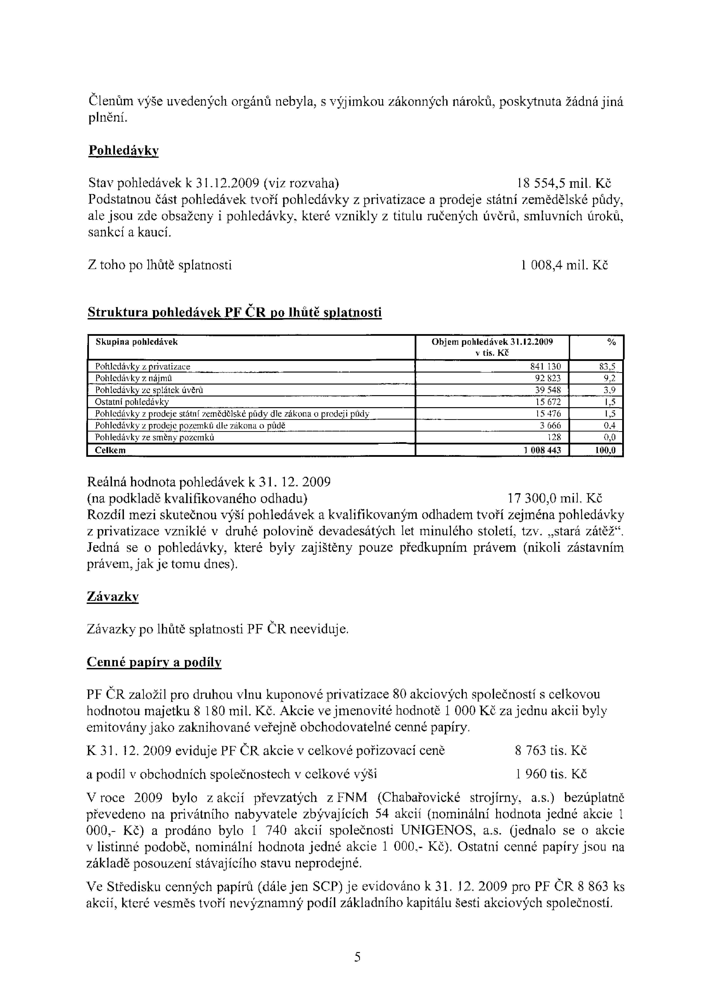 Členům výše uvedených orgánů nebyla, s výjimkou zákonných nároků, poskytnuta žádná jiná
plnění.
Pohledávky
Stav pohledávek k 31.12.2009 (viz rozvaha) 18 554,5 mil. Kč
Podstatnou část pohledávek tvoří pohledávky z privatizace a prodeje státní zemědělské půdy,
ale jsou zde obsaženy i pohledávky, které vznikly z titulu ručených úvěrů, smluvních úroků,
sankcí a kaucí.
Z toho po lhůtě splatnosti 1 008,4 mil. Kč
Struktura pohledávek PF ČR po lhůtě splatnosti
Skupina pohledávek Objem pohledávek 31.12.2009 %
v tis. Kč
Pohledávky z privatizace 841 130 83,5
Pohledávky z nájmů 92 823 9,2
Pohledávky ze splátek úvěrů 39 548 3,9
Ostatní pohledávky 15 672 1,5
Pohledávky z prodeje státní zemědělské půdy dle zákona o prodeji půdy 15 476 1,5
Pohledávky z prodeje pozemků dle zákona o půdě 3 666 0,4
Pohledávky ze směny pozemků 128 0,0
Celkem 1 008 443 100,0
Reálná hodnota pohledávek k 31. 12. 2009
(na podkladě kvalifikovaného odhadu) 17 300,0 mil. Kč
Rozdíl mezi skutečnou výší pohledávek a kvalifikovaným odhadem tvoří zejména pohledávky
z privatizace vzniklé v druhé polovině devadesátých let minulého století, tzv. „stará zátěž“.
Jedná se o pohledávky, které byly zajištěny pouze předkupním právem (nikoli zástavním
právem, jak je tomu dnes).
Závazky
Závazky po lhůtě splatnosti PF ČR neeviduje.
Cenné papíry a podíly
PF ČR založil pro druhou vlnu kuponové privatizace 80 akciových společností s celkovou
hodnotou majetku 8 180 mil. Kč. Akcie ve jmenovité hodnotě 1 000 Kč za jednu akcii byly
emitovány jako zaknihované veřejně obchodovatelné cenné papíry.
K 31. 12. 2009 eviduje PF ČR akcie v celkové pořizovací ceně 8 763 tis. Kč
a podíl v obchodních společnostech v celkové výši 1 960 tis. Kč
V roce 2009 bylo z akcií převzatých z FNM (Chabařovické strojírny, a.s.) bezúplatně
převedeno na privátního nabyvatele zbývajících 54 akcií (nominální hodnota jedné akcie 1
000,- Kč) a prodáno bylo 1 740 akcií společnosti UNIGENOS, a.s. (jednalo se o akcie
v listinné podobě, nominální hodnota jedné akcie 1 000,- Kč). Ostatní cenné papíry jsou na
základě posouzení stávajícího stavu neprodejné.
Ve Středisku cenných papírů (dále jen SCP) je evidováno k 31. 12. 2009 pro PF ČR 8 863 ks
akcií, které vesměs tvoří nevýznamný podíl základního kapitálu šesti akciových společností.
5